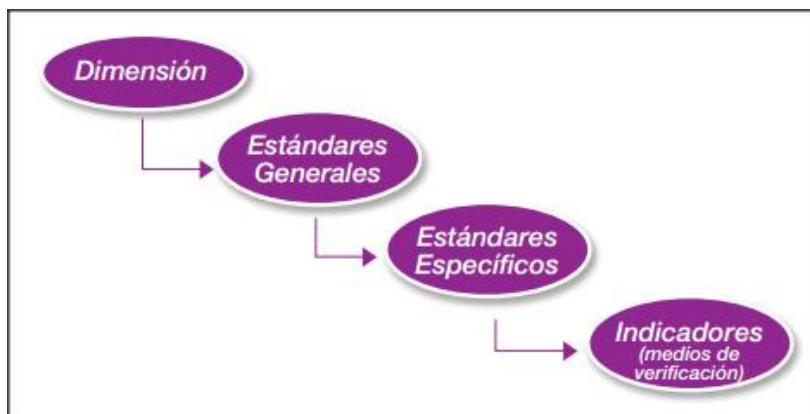 Dimensión
Estándares
Generales
Estándares
Específicos
Indicadores
(medios de
verificación)